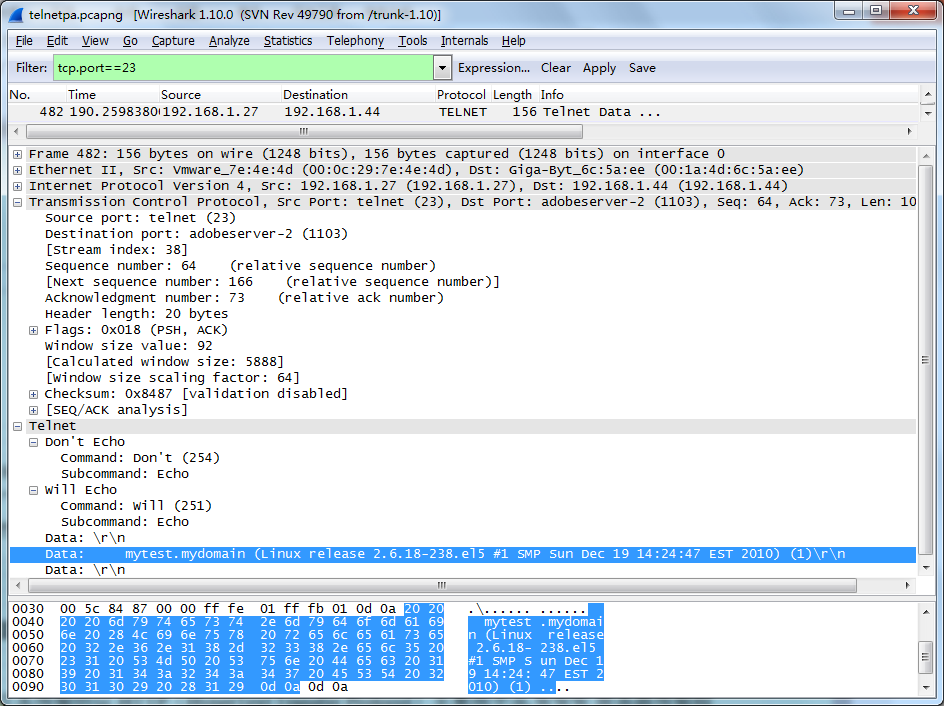 telnetpa.pcapng [Wireshark 1.10.0 (SVN Rev 49790 from /trunk-1.10)]
File Edit View Go Capture Analyze Statistics Telephony Tools Internals Help
Filter: tcp.port==23 Expression... Clear Apply Save
No. Time Source Destination Protocol Length Info
482 190.2598380 192.168.1.27 192.168.1.44 TELNET 156 Telnet Data ...
Frame 482: 156 bytes on wire (1248 bits), 156 bytes captured (1248 bits) on interface 0
Ethernet II, Src: Vmware_7e:4e:4d (00:0c:29:7e:4e:4d), Dst: Giga-Byt_6c:5a:ee (00:1a:4d:6c:5a:ee)
Internet Protocol Version 4, Src: 192.168.1.27 (192.168.1.27), Dst: 192.168.1.44 (192.168.1.44)
Transmission Control Protocol, Src Port: telnet (23), Dst Port: adobeserver-2 (1103), Seq: 64, Ack: 73, Len: 10
Source port: telnet (23)
Destination port: adobeserver-2 (1103)
[Stream index: 38]
Sequence number: 64 (relative sequence number)
[Next sequence number: 166 (relative sequence number)]
Acknowledgment number: 73 (relative ack number)
Header length: 20 bytes
Flags: 0x018 (PSH, ACK)
Window size value: 92
[Calculated window size: 5888]
[Window size scaling factor: 64]
Checksum: 0x8487 [validation disabled]
[SEQ/ACK analysis]
Telnet
Don't Echo
Command: Don't (254)
Subcommand: Echo
Will Echo
Command: Will (251)
Subcommand: Echo
Data: \r\n
Data: mytest.mydomain (Linux release 2.6.18-238.el5 #1 SMP Sun Dec 19 14:24:47 EST 2010) (1)\r\n
Data: \r\n
0030 00 5c 84 87 00 00 ff fe 01 ff fb 01 0d 0a 20 20 .\...... ......
0040 20 20 6d 79 74 65 73 74 2e 6d 79 64 6f 6d 61 69 mytest .mydomai
0050 6e 20 28 4c 69 6e 75 78 20 72 65 6c 65 61 73 65 n (Linux release
0060 20 32 2e 36 2e 31 38 2d 32 33 38 2e 65 6c 35 20 2.6.18- 238.el5
0070 23 31 20 53 4d 50 20 53 75 6e 20 44 65 63 20 31 #1 SMP S un Dec 1
0080 39 20 31 34 3a 32 34 3a 34 37 20 45 53 54 20 32 9 14:24: 47 EST 2
0090 30 31 30 29 20 28 31 29 0d 0a 0d 0a 010) (1) ....